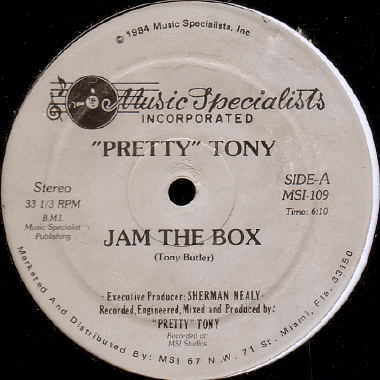 © 1984 Music Specialists, Inc
Music Specialists
INCORPORATED
"PRETTY" TONY
Stereo
33 1/3 RPM
B.M.I.
Music Specialist
Publishing
SIDE-A
MSI-109
Time: 6:10
JAM THE BOX
(Tony Butler)
Executive Producer: SHERMAN NEALY
Recorded, Engineered, Mixed and Produced by:
"PRETTY" TONY
Recorded at:
MSI Studios
Marketed And Distributed By: MSI 67 N.W. 71 St. Miami, Fla. 33150